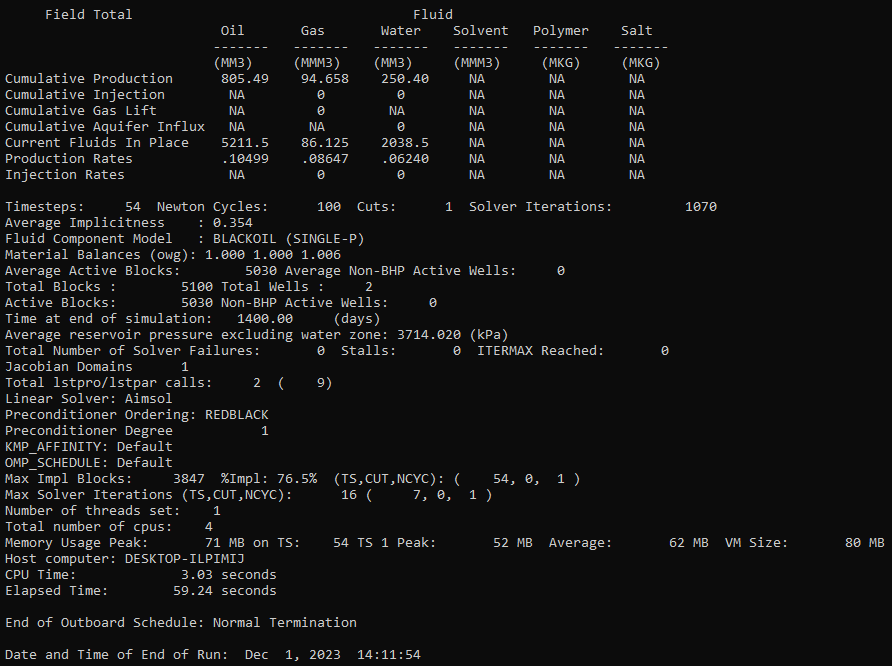 Field Total Fluid
Oil Gas Water Solvent Polymer Salt
------- ------- ------- ------- ------- -------
(MM3) (MMM3) (MM3) (MMM3) (MKG) (MKG)
Cumulative Production 805.49 94.658 250.40 NA NA NA
Cumulative Injection NA 0 0 NA NA NA
Cumulative Gas Lift NA 0 NA NA NA NA
Cumulative Aquifer Influx NA NA 0 NA NA NA
Current Fluids In Place 5211.5 86.125 2038.5 NA NA NA
Production Rates .10499 .08647 .06240 NA NA NA
Injection Rates NA 0 0 NA NA NA
Timesteps: 54 Newton Cycles: 100 Cuts: 1 Solver Iterations: 1070
Average Implicitness : 0.354
Fluid Component Model : BLACKOIL (SINGLE-P)
Material Balances (owg): 1.000 1.000 1.006
Average Active Blocks: 5030 Average Non-BHP Active Wells: 0
Total Blocks : 5100 Total Wells : 2
Active Blocks: 5030 Non-BHP Active Wells: 0
Time at end of simulation: 1400.00 (days)
Average reservoir pressure excluding water zone: 3714.020 (kPa)
Total Number of Solver Failures: 0 Stalls: 0 ITERMAX Reached: 0
Jacobian Domains 1
Total lstpro/lstpar calls: 2 ( 9)
Linear Solver: Aimsol
Preconditioner Ordering: REDBLACK
Preconditioner Degree 1
KMP_AFFINITY: Default
OMP_SCHEDULE: Default
Max Impl Blocks: 3847 %Impl: 76.5% (TS,CUT,NCYC): ( 54, 0, 1 )
Max Solver Iterations (TS,CUT,NCYC): 16 ( 7, 0, 1 )
Number of threads set: 1
Total number of cpus: 4
Memory Usage Peak: 71 MB on TS: 54 TS 1 Peak: 52 MB Average: 62 MB VM Size: 80 MB
Host computer: DESKTOP-ILPIMIJ
CPU Time: 3.03 seconds
Elapsed Time: 59.24 seconds
End of Outboard Schedule: Normal Termination
Date and Time of End of Run: Dec 1, 2023 14:11:54